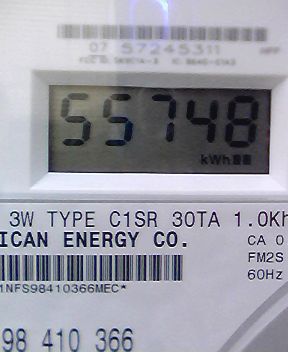 07 57245311
55748
kWh
3W TYPE C1SR 30TA 1.0Kh
ICAN ENERGY CO.
CA 0
FM2S
60Hz
1NFS98410366MEC*
98 410 366